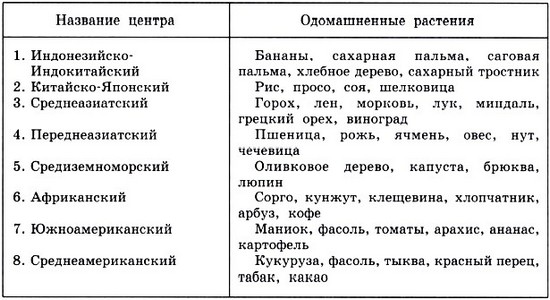 Название центра Одомашненные растения
1. Индонезийско- Бананы, сахарная пальма, саговая
Индокитайский пальма, хлебное дерево, сахарный тростник
2. Китайско-Японский Рис, просо, соя, шелковица
3. Среднеазиатский Горох, лен, морковь, лук, миндаль,
грецкий орех, виноград
4. Переднеазиатский Пшеница, рожь, ячмень, овес, нут,
чечевица
5. Средиземноморский Оливковое дерево, капуста, брюква,
люпин
6. Африканский Сорго, кунжут, клещевина, хлопчатник,
арбуз, кофе
7. Южноамериканский Маниок, фасоль, томаты, арахис, ананас,
картофель
8. Среднеамериканский Кукуруза, фасоль, тыква, красный перец,
табак, какао